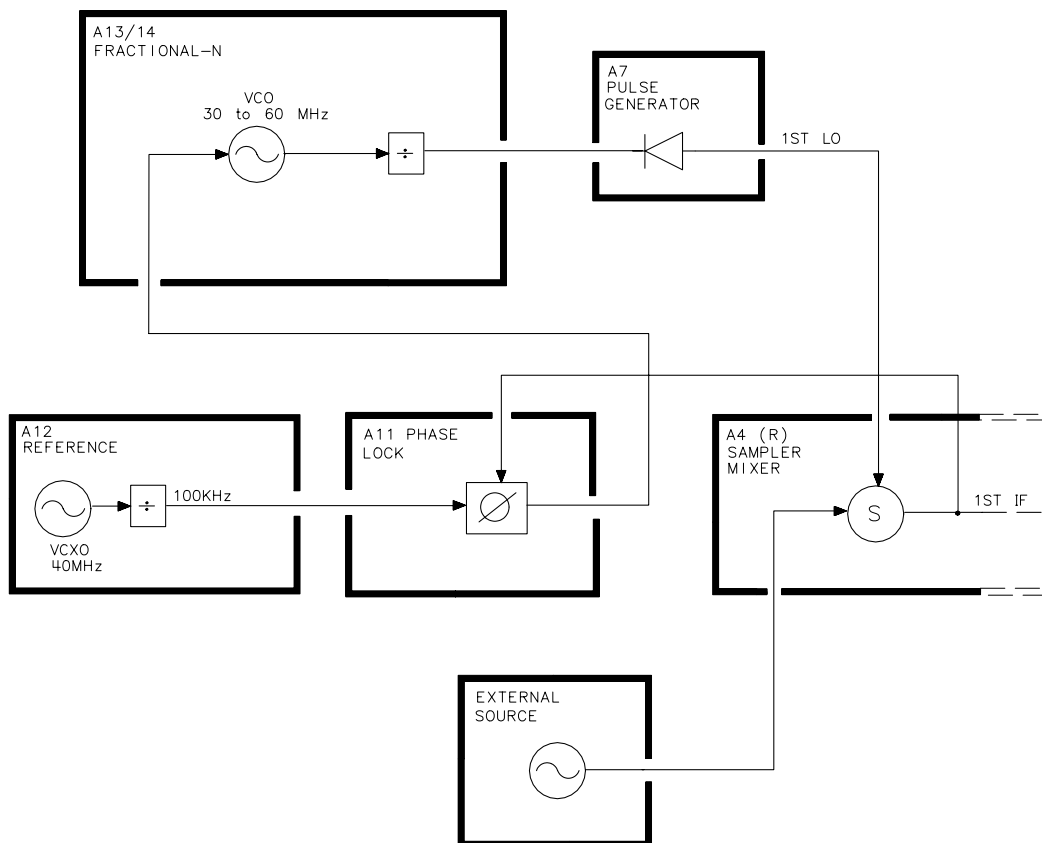 A13/14
FRACTIONAL-N
VCO
30 to 60 MHz
÷
A7
PULSE
GENERATOR
1ST LO
A12
REFERENCE
÷
100KHz
VCXO
40MHz
A11 PHASE
LOCK
A4 (R)
SAMPLER
MIXER
S
1ST IF
EXTERNAL
SOURCE